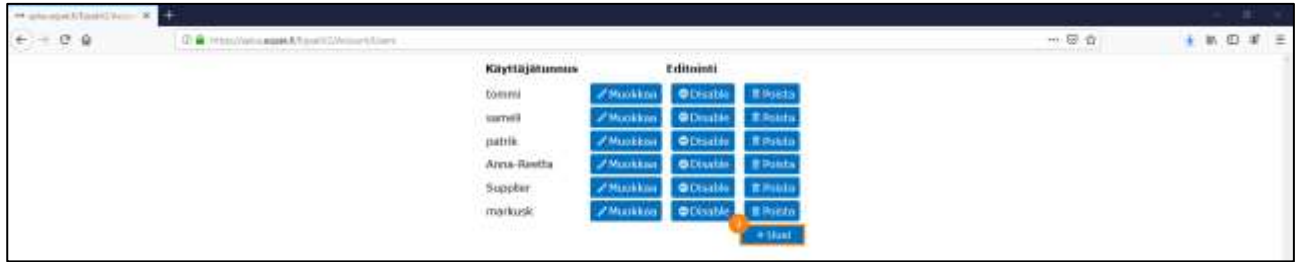 Käyttäjätunnus Editointi
tommi Muokkaa Disable Poista
Muokkaa Disable Poista
patrik Muokkaa Disable Poista
Anna-Reetta Muokkaa Disable Poista
Supplier Muokkaa Disable Poista
markusk Muokkaa Disable Poista
+ Uusi